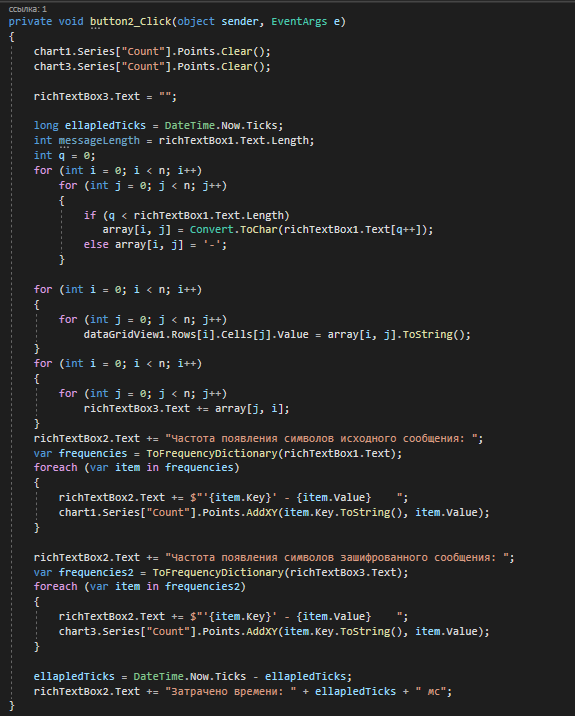 ссылка: 1
private void button2_Click(object sender, EventArgs e)
{
    chart1.Series["Count"].Points.Clear();
    chart3.Series["Count"].Points.Clear();

    richTextBox3.Text = "";

    long ellapledTicks = DateTime.Now.Ticks;
    int messageLength = richTextBox1.Text.Length;
    int q = 0;
    for (int i = 0; i < n; i++)
        for (int j = 0; j < n; j++)
        {
            if (q < richTextBox1.Text.Length)
               array[i, j] = Convert.ToChar(richTextBox1.Text[q++]);
            else array[i, j] = '-';
        }

    for (int i = 0; i < n; i++)
    {
        for (int j = 0; j < n; j++)
            dataGridView1.Rows[i].Cells[j].Value = array[i, j].ToString();
    }
    for (int i = 0; i < n; i++)
    {
        for (int j = 0; j < n; j++)
            richTextBox3.Text += array[j, i];
    }
    richTextBox2.Text += "Частота появления символов исходного сообщения: ";
    var frequencies = ToFrequencyDictionary(richTextBox1.Text);
    foreach (var item in frequencies)
    {
        richTextBox2.Text += $"'{item.Key}' - {item.Value}    ";
        chart1.Series["Count"].Points.AddXY(item.Key.ToString(), item.Value);
    }

    richTextBox2.Text += "Частота появления символов зашифрованного сообщения: ";
    var frequencies2 = ToFrequencyDictionary(richTextBox3.Text);
    foreach (var item in frequencies2)
    {
        richTextBox2.Text += $"'{item.Key}' - {item.Value}    ";
        chart3.Series["Count"].Points.AddXY(item.Key.ToString(), item.Value);
    }

    ellapledTicks = DateTime.Now.Ticks - ellapledTicks;
    richTextBox2.Text += "Затрачено времени: " + ellapledTicks + " мс";
}